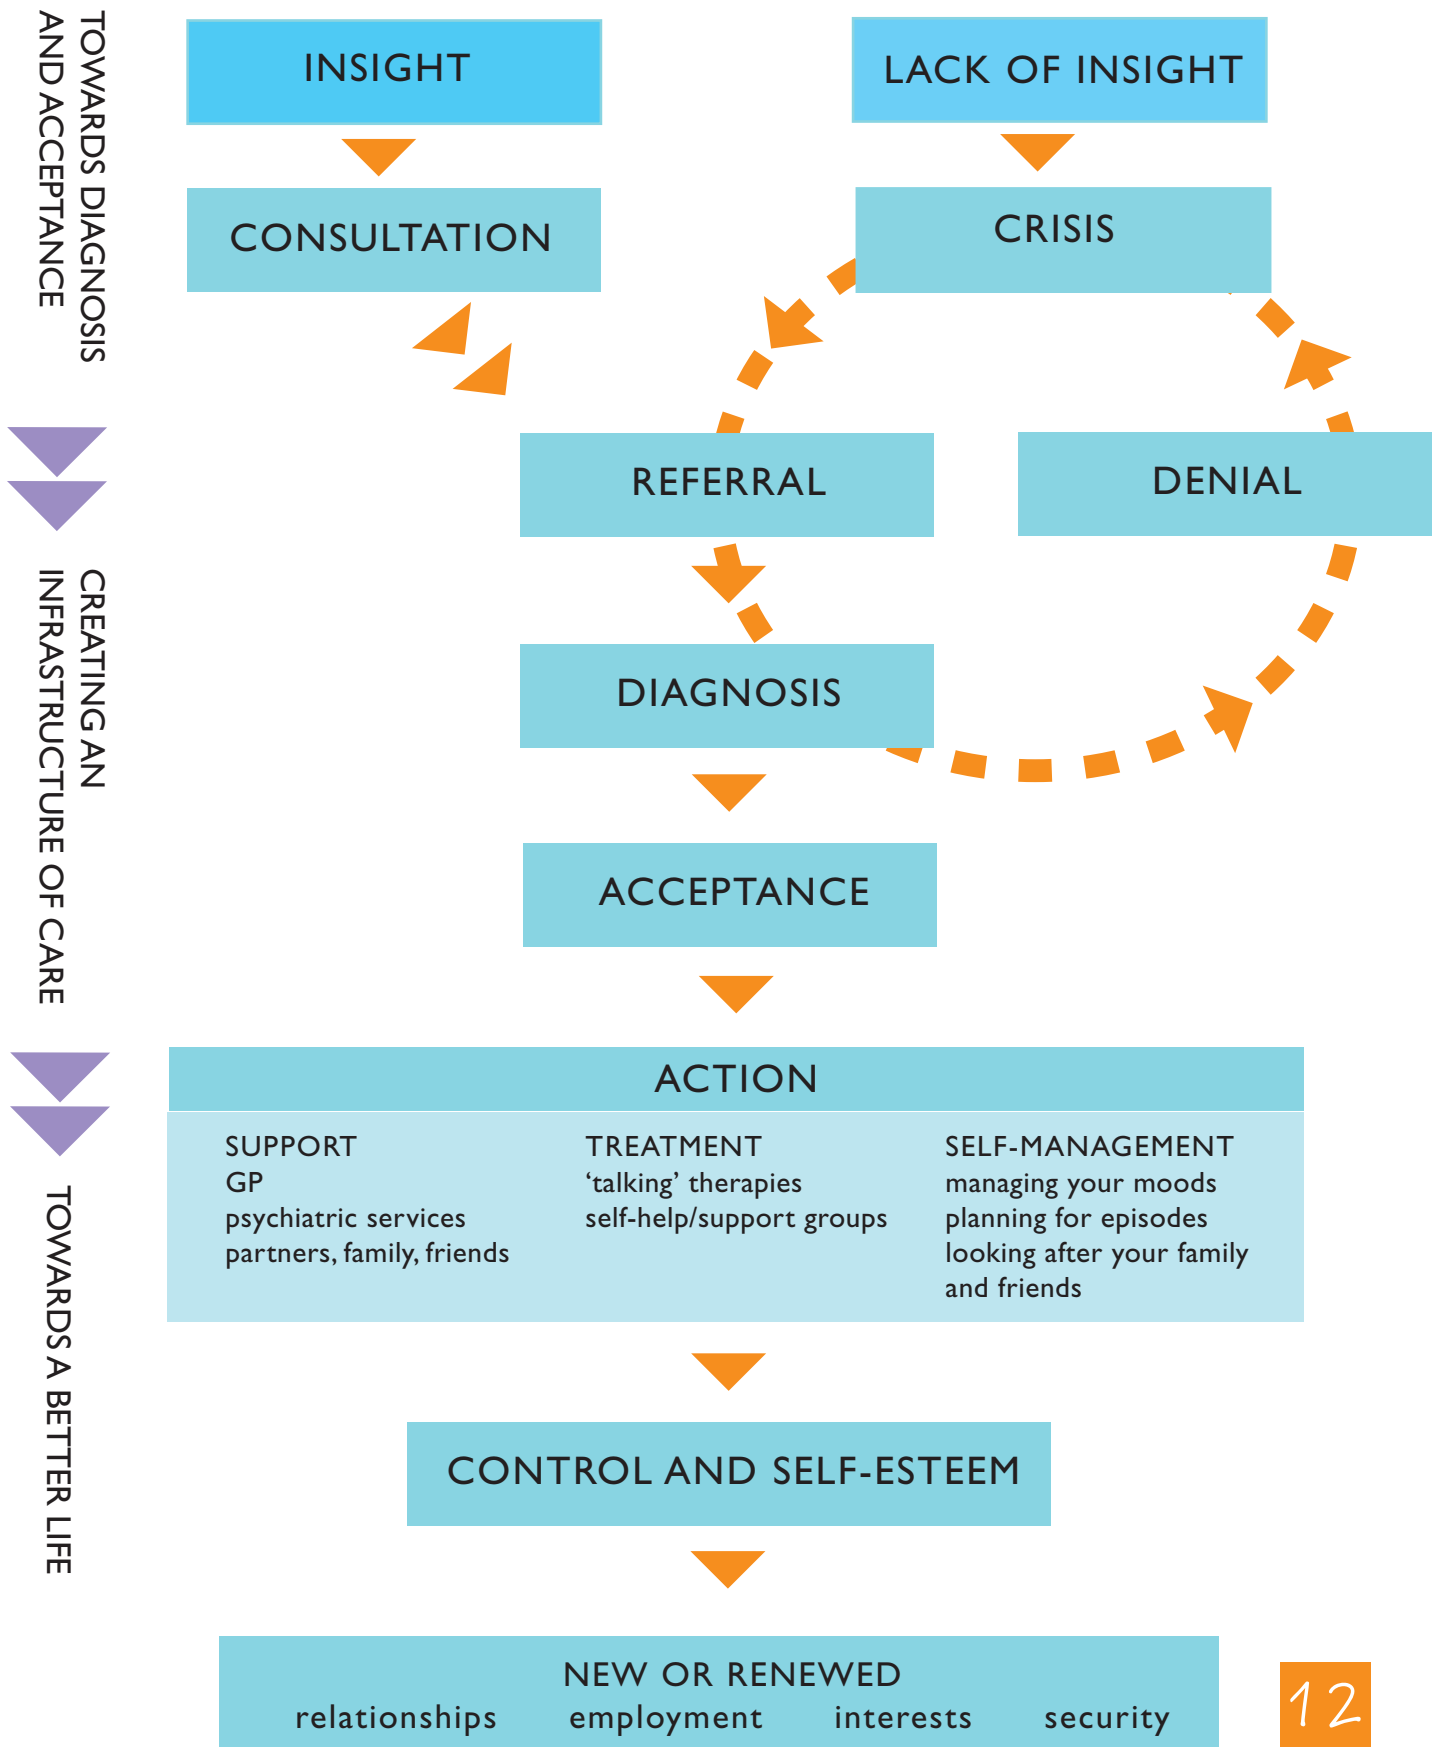 TOWARDS DIAGNOSIS
AND ACCEPTANCE
INSIGHT
LACK OF INSIGHT
CONSULTATION
CRISIS
REFERRAL
DENIAL
CREATING AN
INFRASTRUCTURE OF CARE
DIAGNOSIS
ACCEPTANCE
ACTION
SUPPORT
GP
psychiatric services
partners, family, friends
TREATMENT
‘talking’ therapies
self-help/support groups
SELF-MANAGEMENT
managing your moods
planning for episodes
looking after your family
and friends
TOWARDS A BETTER LIFE
CONTROL AND SELF-ESTEEM
NEW OR RENEWED
relationships employment interests security
12